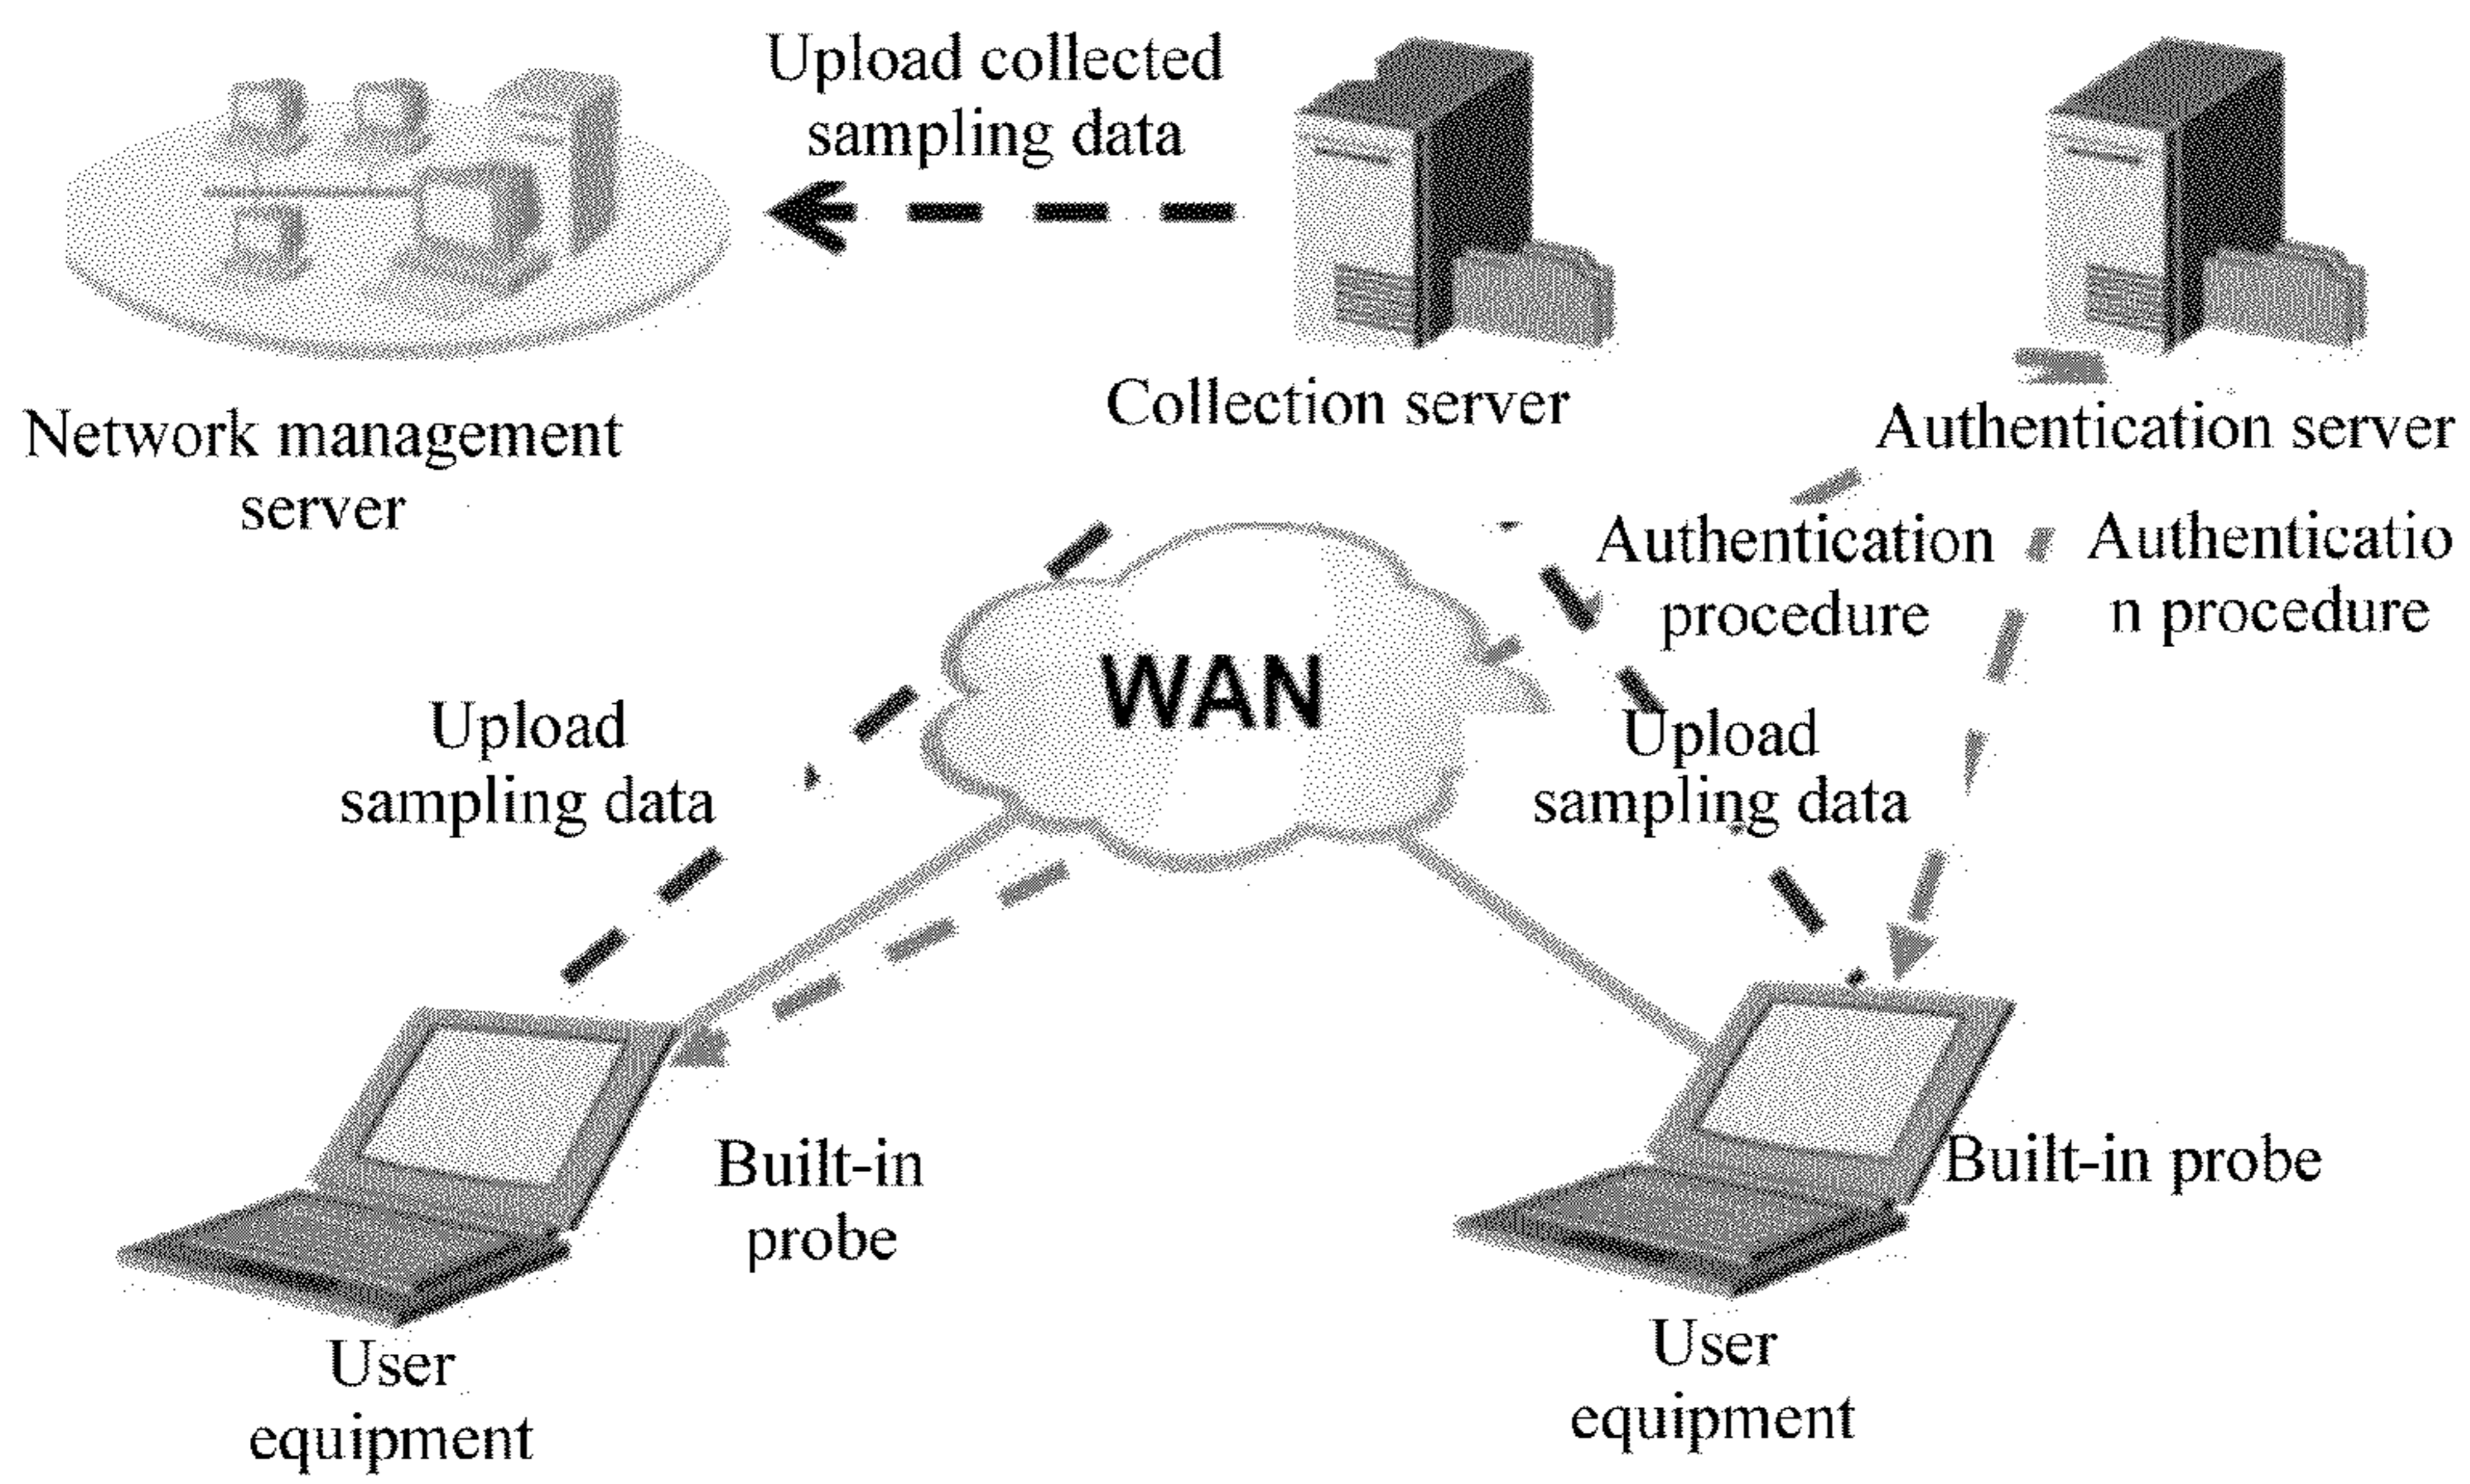 Upload collected
sampling data
Network management
server
Collection server
Authentication server
Authentication
procedure
Authenticatio
n procedure
WAN
Upload
sampling data
Upload
sampling data
Built-in
probe
Built-in probe
User
equipment
User
equipment